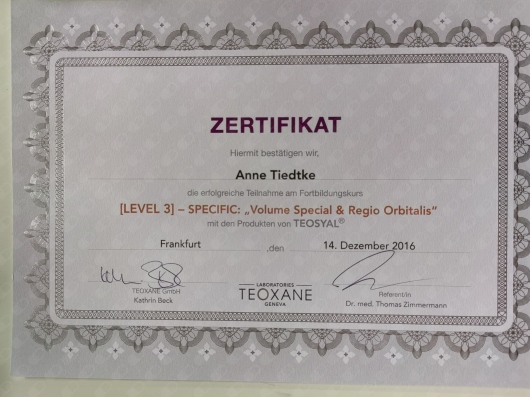 ZERTIFIKAT
Hiermit bestätigen wir,
Anne Tiedtke
die erfolgreiche Teilnahme am Fortbildungskurs
[LEVEL 3] – SPECIFIC: „Volume Special & Regio Orbitalis"
mit den Produkten von TEOSYAL®
Frankfurt ,den 14. Dezember 2016
TEOXANE GmbH
Kathrin Beck
LABORATORIES
TEOXANE
GENEVA
Referent/in
Dr. med. Thomas Zimmermann